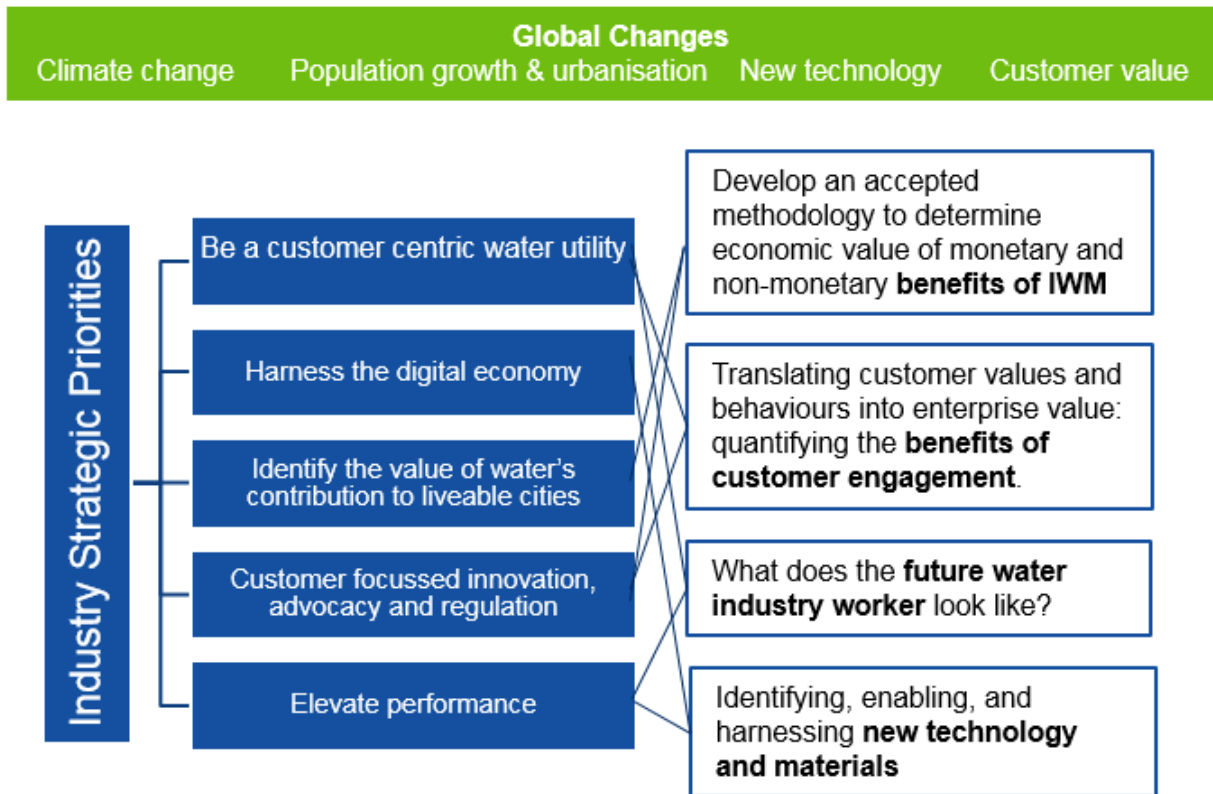 Global Changes
Climate change Population growth & urbanisation New technology Customer value
Industry Strategic Priorities
Be a customer centric water utility
Harness the digital economy
Identify the value of water's
contribution to liveable cities
Customer focussed innovation,
advocacy and regulation
Elevate performance
Develop an accepted
methodology to determine
economic value of monetary and
non-monetary benefits of IWM
Translating customer values and
behaviours into enterprise value:
quantifying the benefits of
customer engagement.
What does the future water
industry worker look like?
Identifying, enabling, and
harnessing new technology
and materials